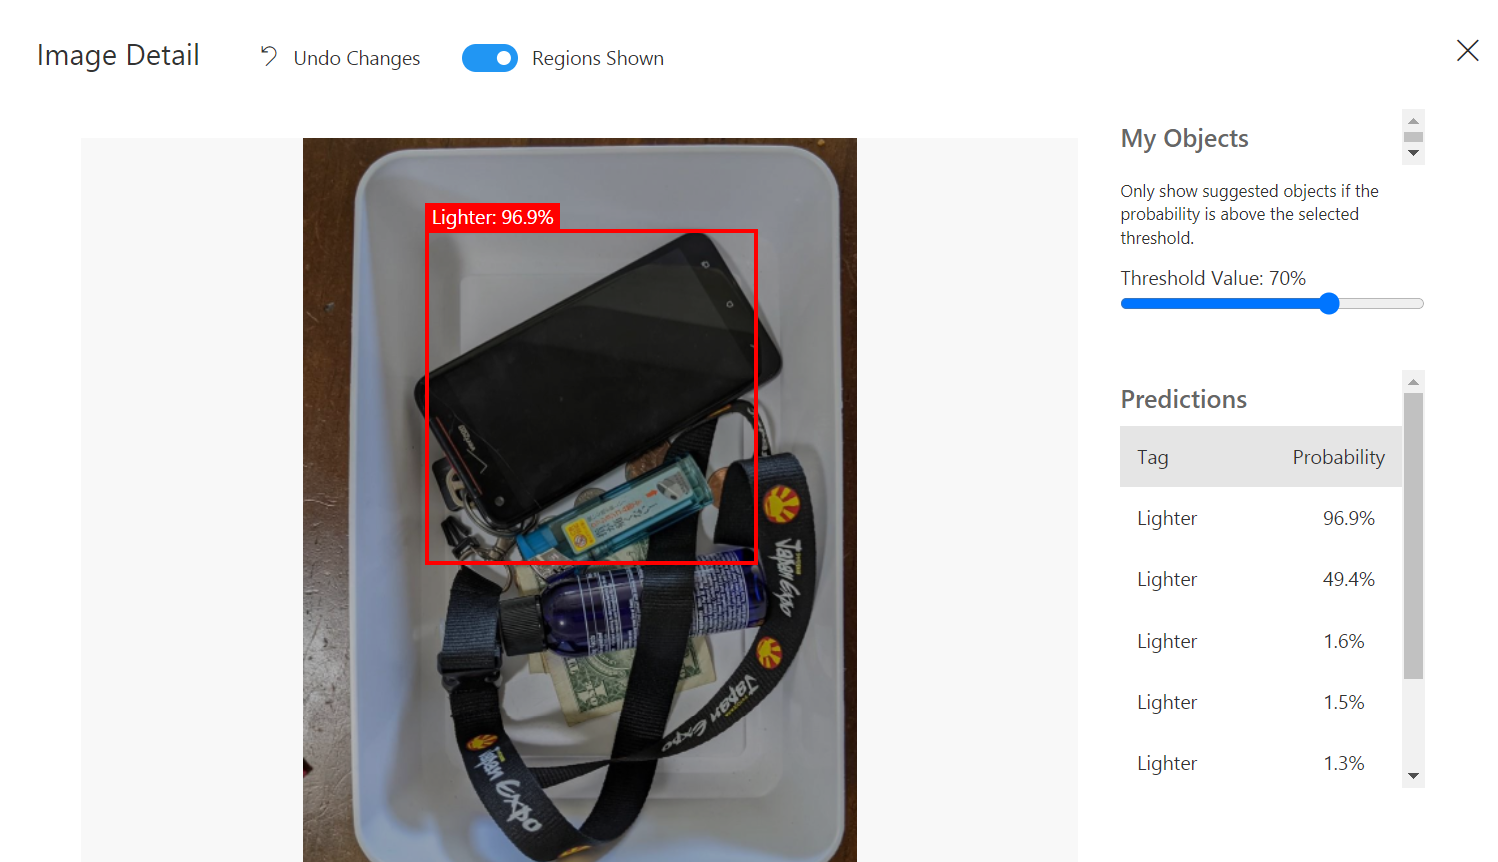 Image Detail
Undo Changes
Regions Shown
My Objects
Only show suggested objects if the
probability is above the selected
threshold.
Threshold Value: 70%
Predictions
Tag Probability
Lighter 96.9%
Lighter 49.4%
Lighter 1.6%
Lighter 1.5%
Lighter 1.3%
Lighter: 96.9%
verizon
Japan Expo
Japan Expo
Japan Expo